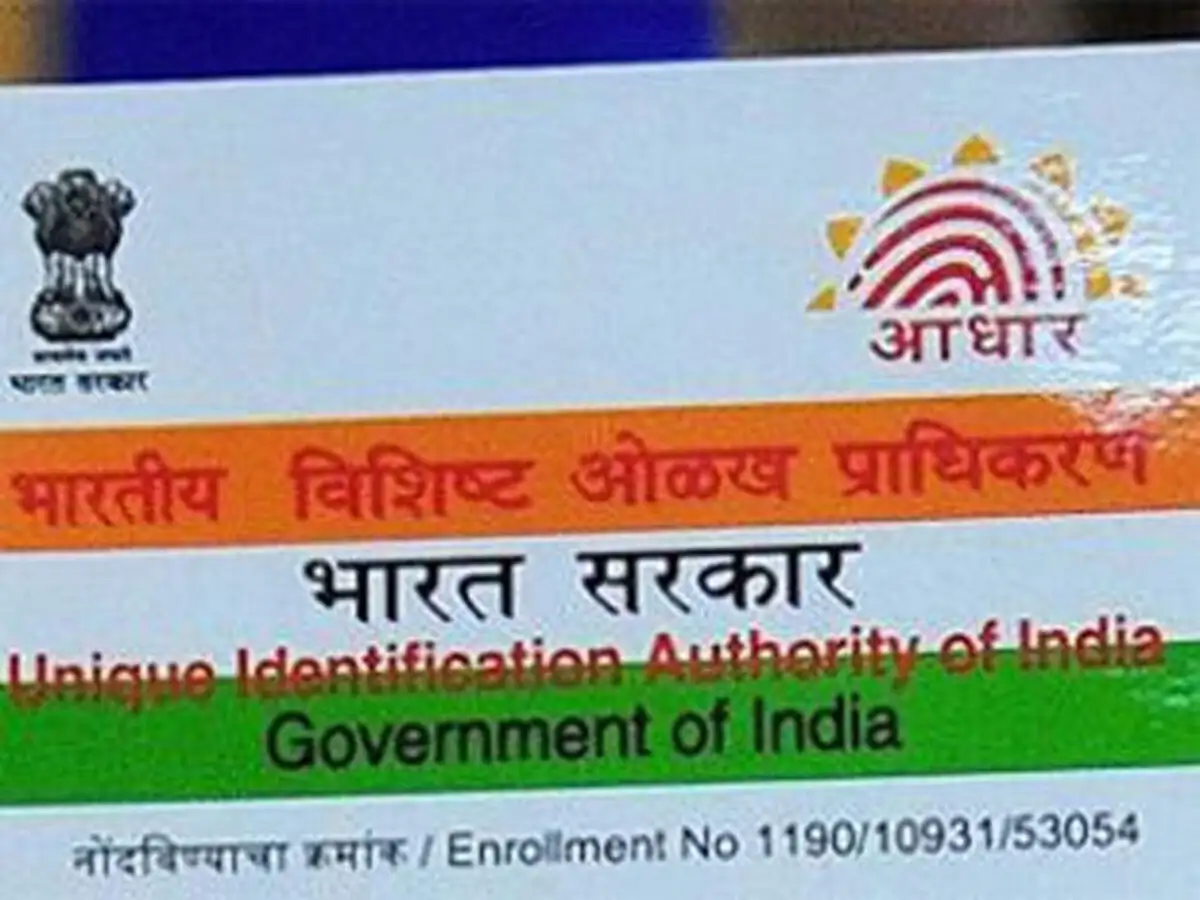 भारत सरकार
आधार
भारतीय विशिष्ट ओळख प्राधिकरण
भारत सरकार
Unique Identification Authority of India
Government of India
नोंदविण्याचा क्रमांक / Enrollment No 1190/10931/53054